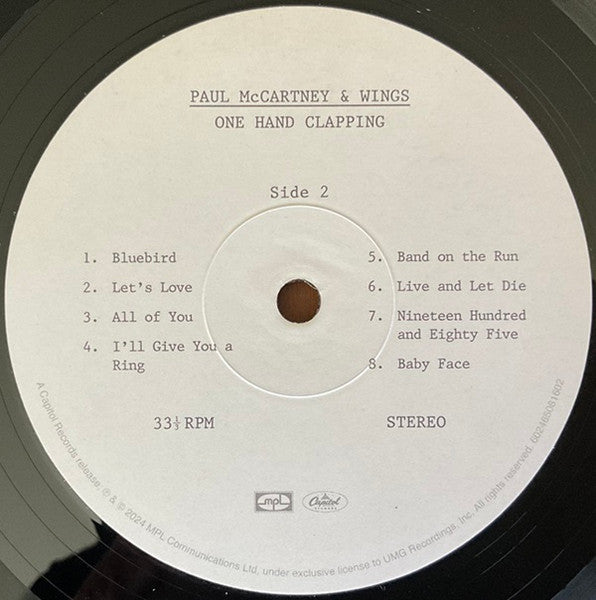 PAUL McCARTNEY & WINGS
ONE HAND CLAPPING
Side 2
1. Bluebird
2. Let's Love
3. All of You
4. I'll Give You a
Ring
5. Band on the Run
6. Live and Let Die
7. Nineteen Hundred
and Eighty Five
8. Baby Face
33⅓ RPM
STEREO
mpl
Capitol
RECORDS
A Capitol Records release. ℗ & © 2024 MPL Communications Ltd, under exclusive license to UMG Recordings, Inc. All rights reserved. 602465081602